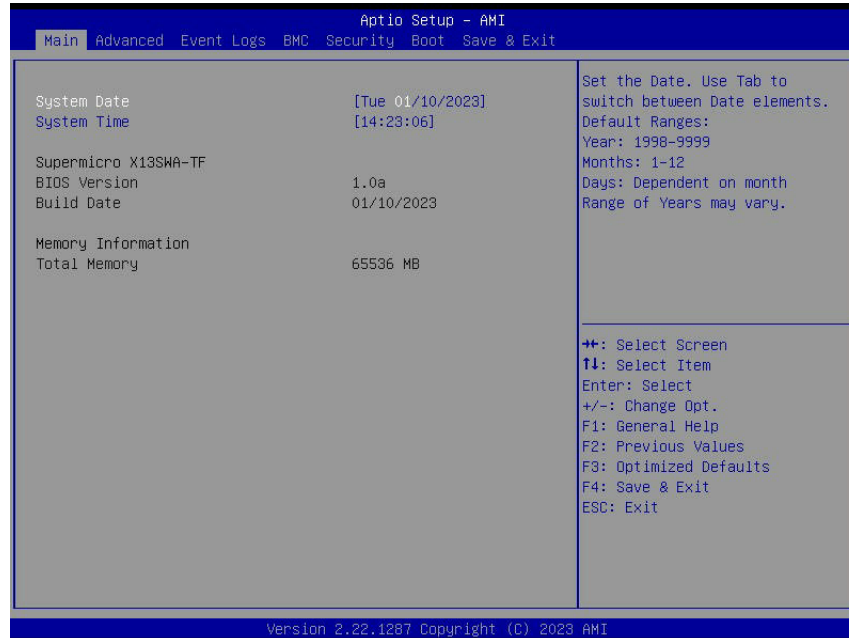 Aptio Setup – AMI
Main Advanced Event Logs BMC Security Boot Save & Exit
System Date [Tue 01/10/2023]
System Time [14:23:06]
Supermicro X13SWA-TF
BIOS Version 1.0a
Build Date 01/10/2023
Memory Information
Total Memory 65536 MB
Set the Date. Use Tab to
switch between Date elements.
Default Ranges:
Year: 1998-9999
Months: 1-12
Days: Dependent on month
Range of Years may vary.
→←: Select Screen
↑↓: Select Item
Enter: Select
+/-: Change Opt.
F1: General Help
F2: Previous Values
F3: Optimized Defaults
F4: Save & Exit
ESC: Exit
Version 2.22.1287 Copyright (C) 2023 AMI